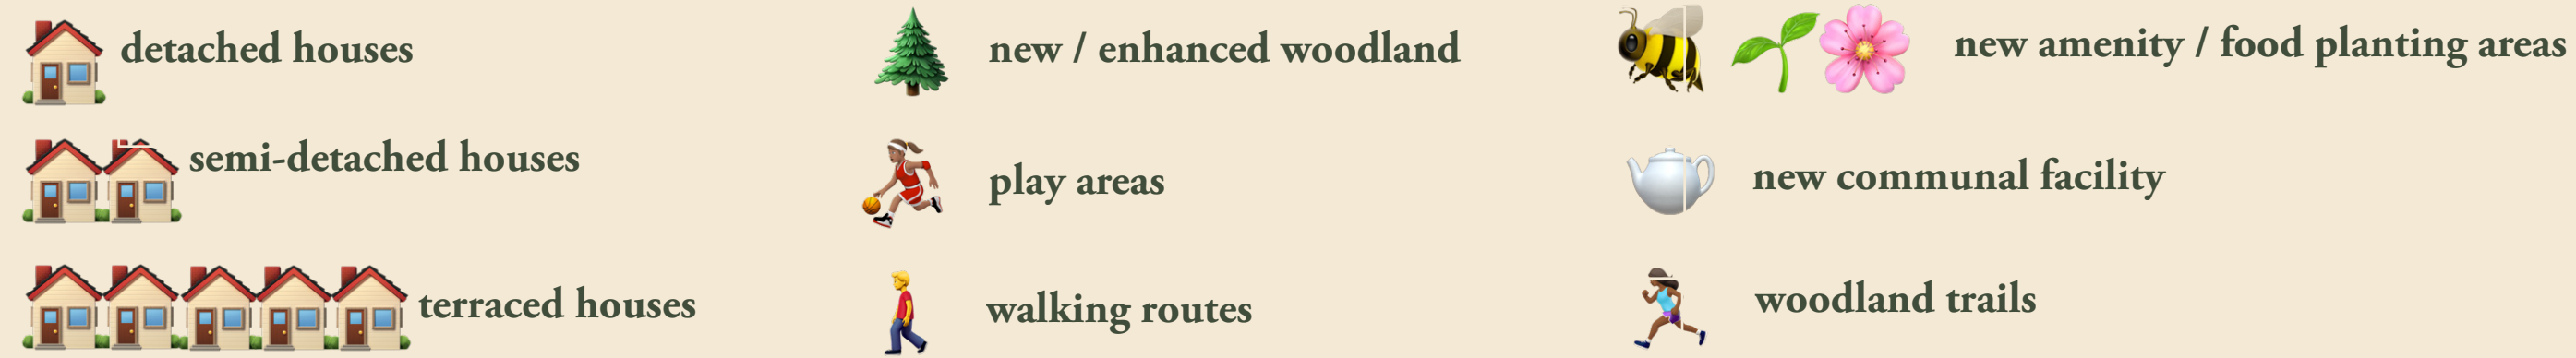 detached houses
semi-detached houses
terraced houses
new / enhanced woodland
play areas
walking routes
new amenity / food planting areas
new communal facility
woodland trails